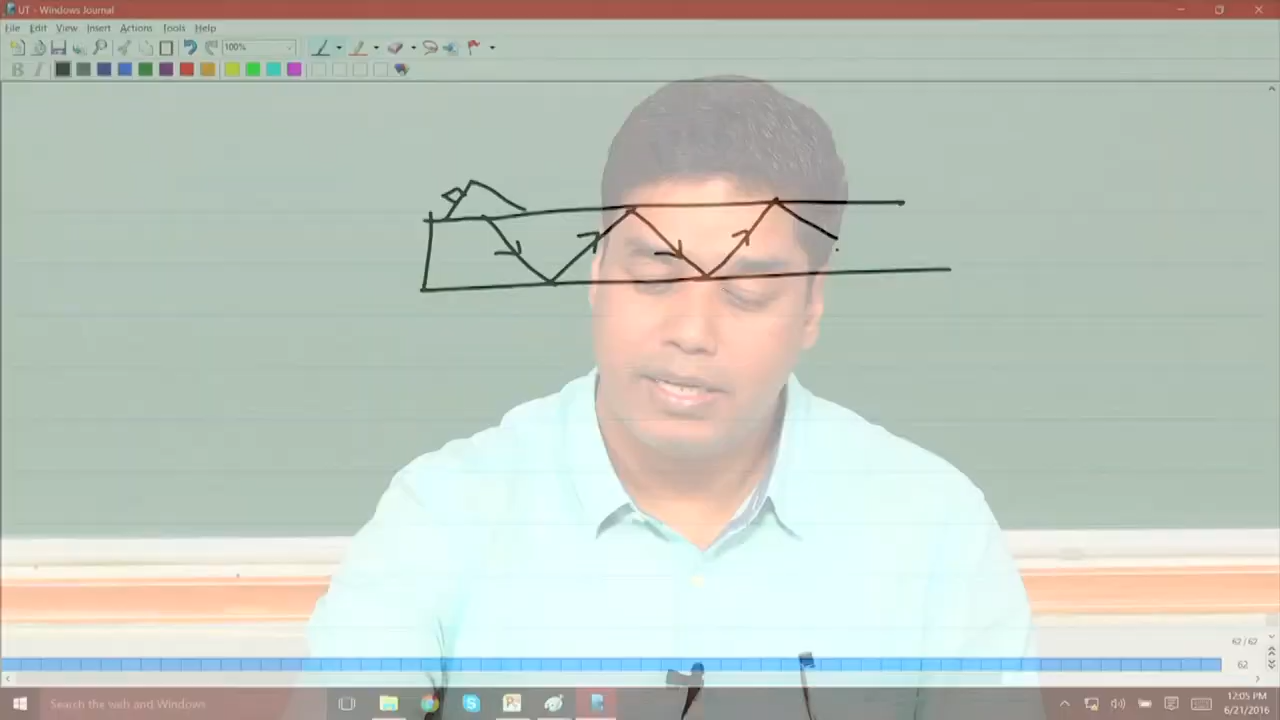 UT - Windows Journal
File Edit View Insert Actions Tools Help
100%
B I
62 / 62
62
Search the web and Windows
12:05 PM
6/21/2016